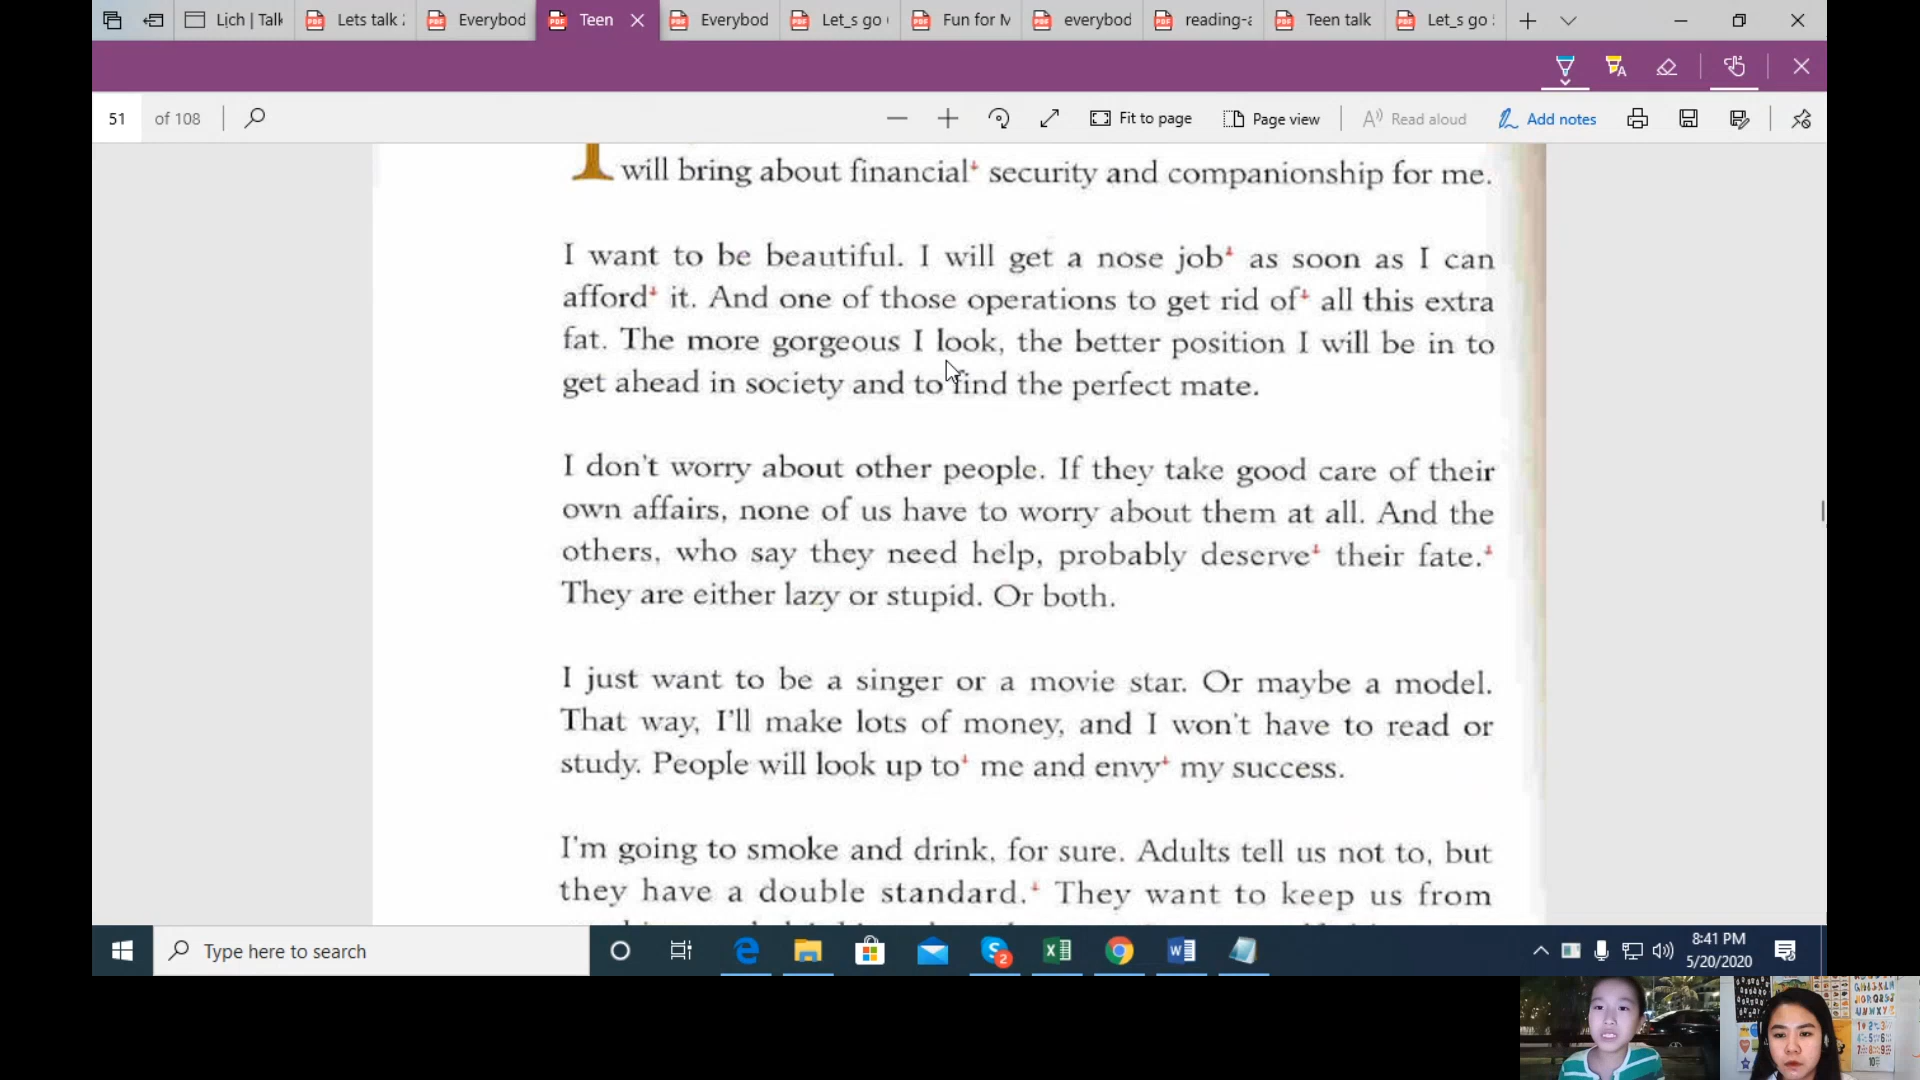 Lịch | Talk
Lets talk
Everybod
Teen
Everybod
Let_s go
Fun for M
everybod
reading-a
Teen talk
Let_s go
51 of 108
Fit to page
Page view
Read aloud
Add notes
will bring about financial⁺ security and companionship for me.
I want to be beautiful. I will get a nose job⁺ as soon as I can
afford⁺ it. And one of those operations to get rid of⁺ all this extra
fat. The more gorgeous I look, the better position I will be in to
get ahead in society and to find the perfect mate.
I don't worry about other people. If they take good care of their
own affairs, none of us have to worry about them at all. And the
others, who say they need help, probably deserve⁺ their fate.⁺
They are either lazy or stupid. Or both.
I just want to be a singer or a movie star. Or maybe a model.
That way, I'll make lots of money, and I won't have to read or
study. People will look up to⁺ me and envy⁺ my success.
I'm going to smoke and drink, for sure. Adults tell us not to, but
they have a double standard.⁺ They want to keep us from
Type here to search
2
8:41 PM
5/20/2020